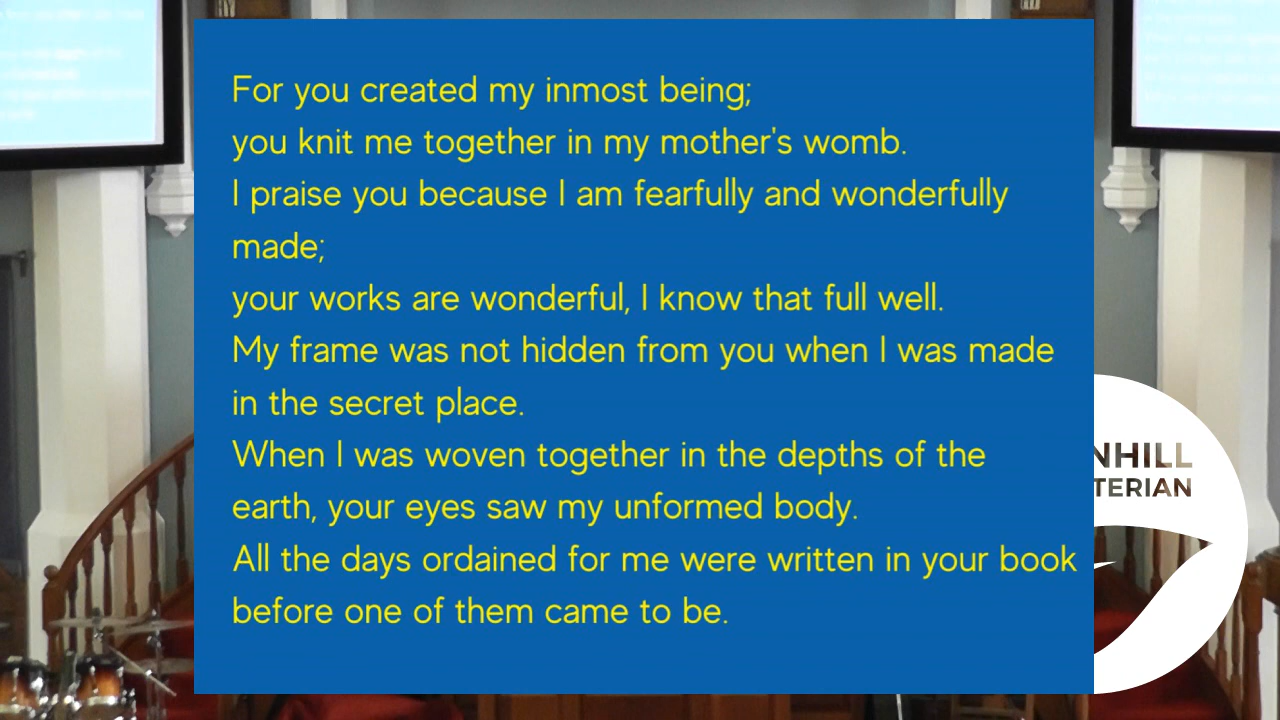 For you created my inmost being;
you knit me together in my mother's womb.
I praise you because I am fearfully and wonderfully
made;
your works are wonderful, I know that full well.
My frame was not hidden from you when I was made
in the secret place.
When I was woven together in the depths of the
earth, your eyes saw my unformed body.
All the days ordained for me were written in your book
before one of them came to be.
NHILL
TERIAN